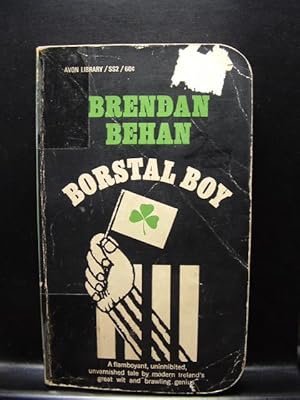 AVON LIBRARY / SS2 / 60¢
BRENDAN
BEHAN
BORSTAL BOY
A flamboyant, uninhibited,
unvarnished tale by modern Ireland's
great wit and brawling genius